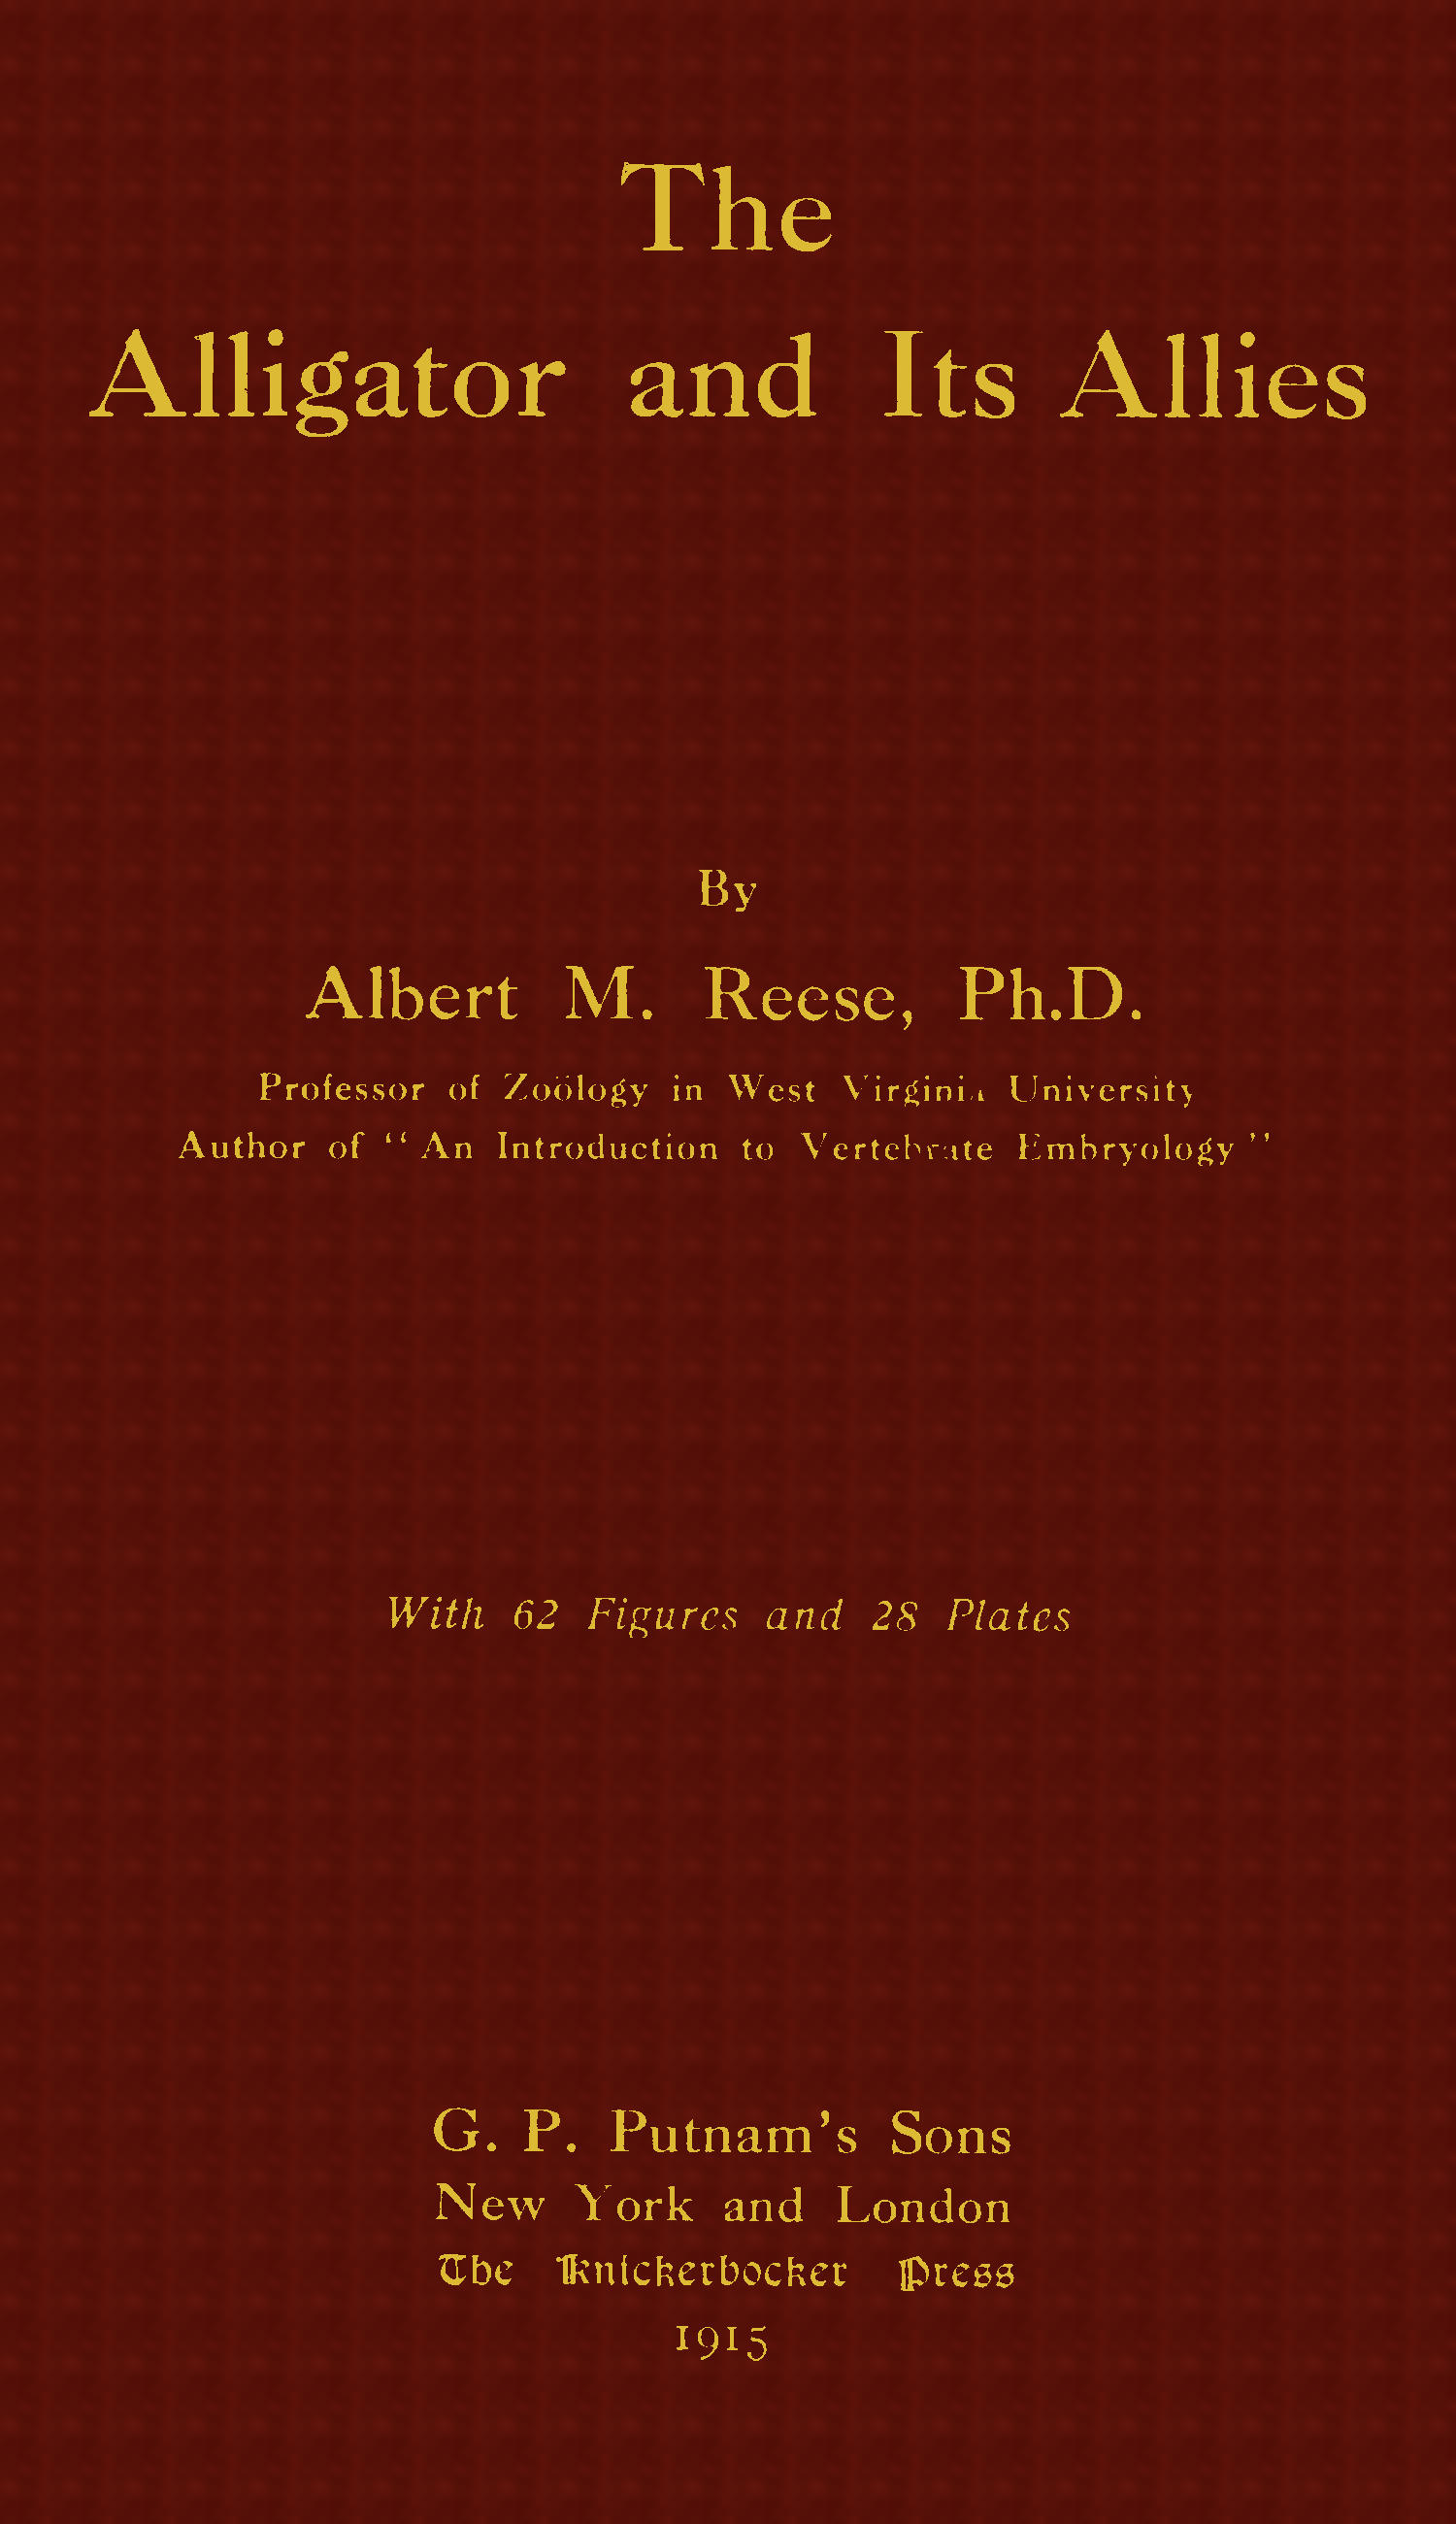 The
Alligator and Its Allies
By
Albert M. Reese, Ph.D.
Professor of Zoölogy in West Virginia University
Author of “An Introduction to Vertebrate Embryology”
With 62 Figures and 28 Plates
G. P. Putnam’s Sons
New York and London
The Knickerbocker Press
1915